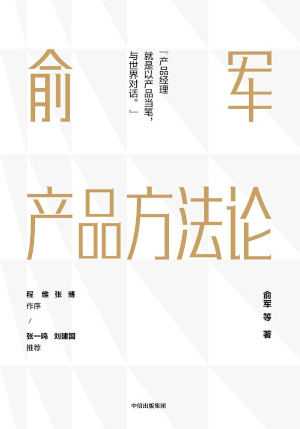 俞军
『产品经理
就是以产品当笔，
与世界对话。』
产品方法论
程 维 张 博
作序
/
张一鸣 刘建国
推荐
俞军 等 著
中信出版集团